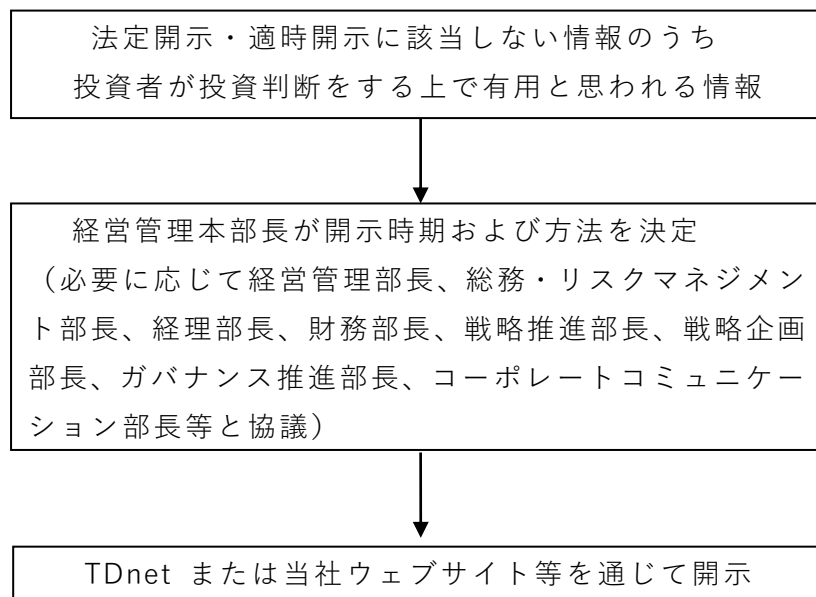 法定開示・適時開示に該当しない情報のうち
投資者が投資判断をする上で有用と思われる情報
経営管理本部長が開示時期および方法を決定
（必要に応じて経営管理部長、総務・リスクマネジメン
ト部長、経理部長、財務部長、戦略推進部長、戦略企画
部長、ガバナンス推進部長、コーポレートコミュニケー
ション部長等と協議）
TDnet または当社ウェブサイト等を通じて開示